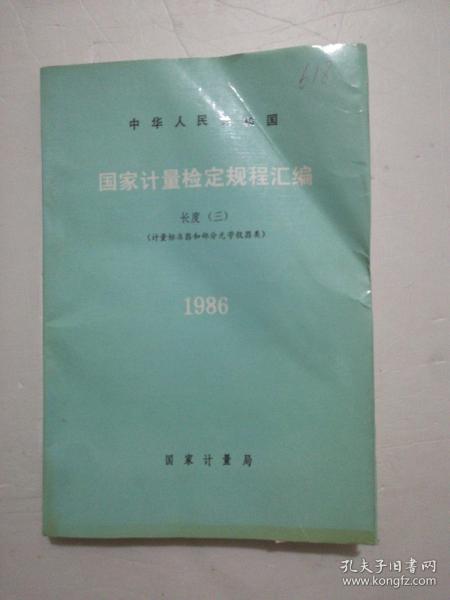 618
中华人民共和国
国家计量检定规程汇编
长度（三）
（计量标准器和部分光学仪器类）
1986
国家计量局
孔夫子旧书网
www.kongfz.com